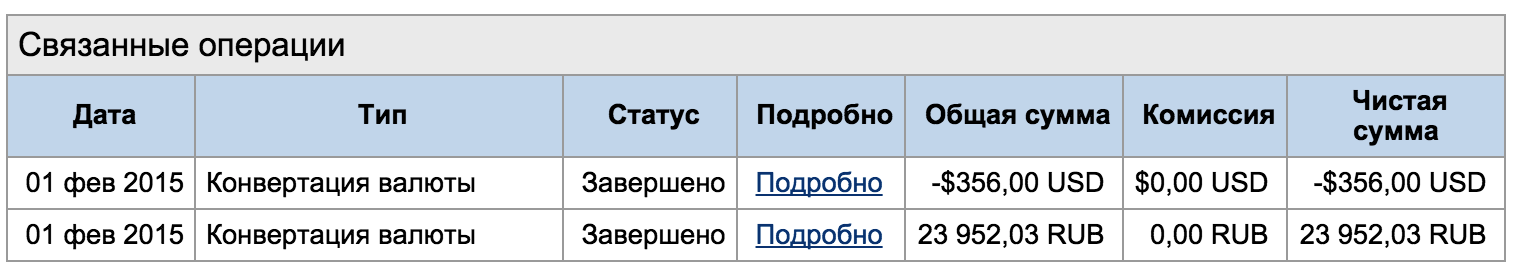 Связанные операции
Дата Тип Статус Подробно Общая сумма Комиссия Чистая сумма
01 фев 2015 Конвертация валюты Завершено Подробно -$356,00 USD $0,00 USD -$356,00 USD
01 фев 2015 Конвертация валюты Завершено Подробно 23 952,03 RUB 0,00 RUB 23 952,03 RUB